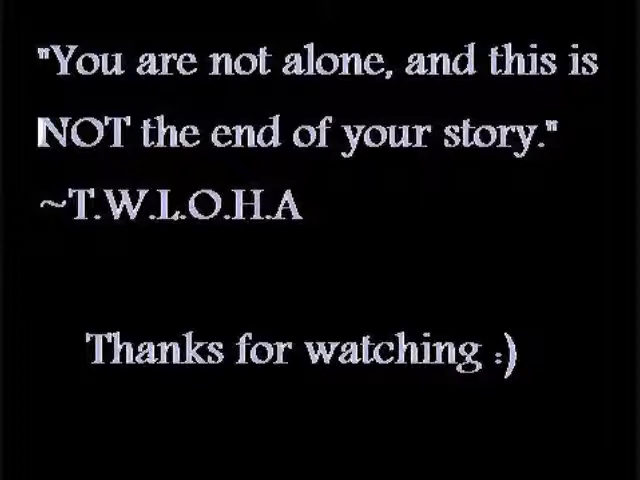 "You are not alone, and this is
NOT the end of your story."
~T.W.L.O.H.A
Thanks for watching :)